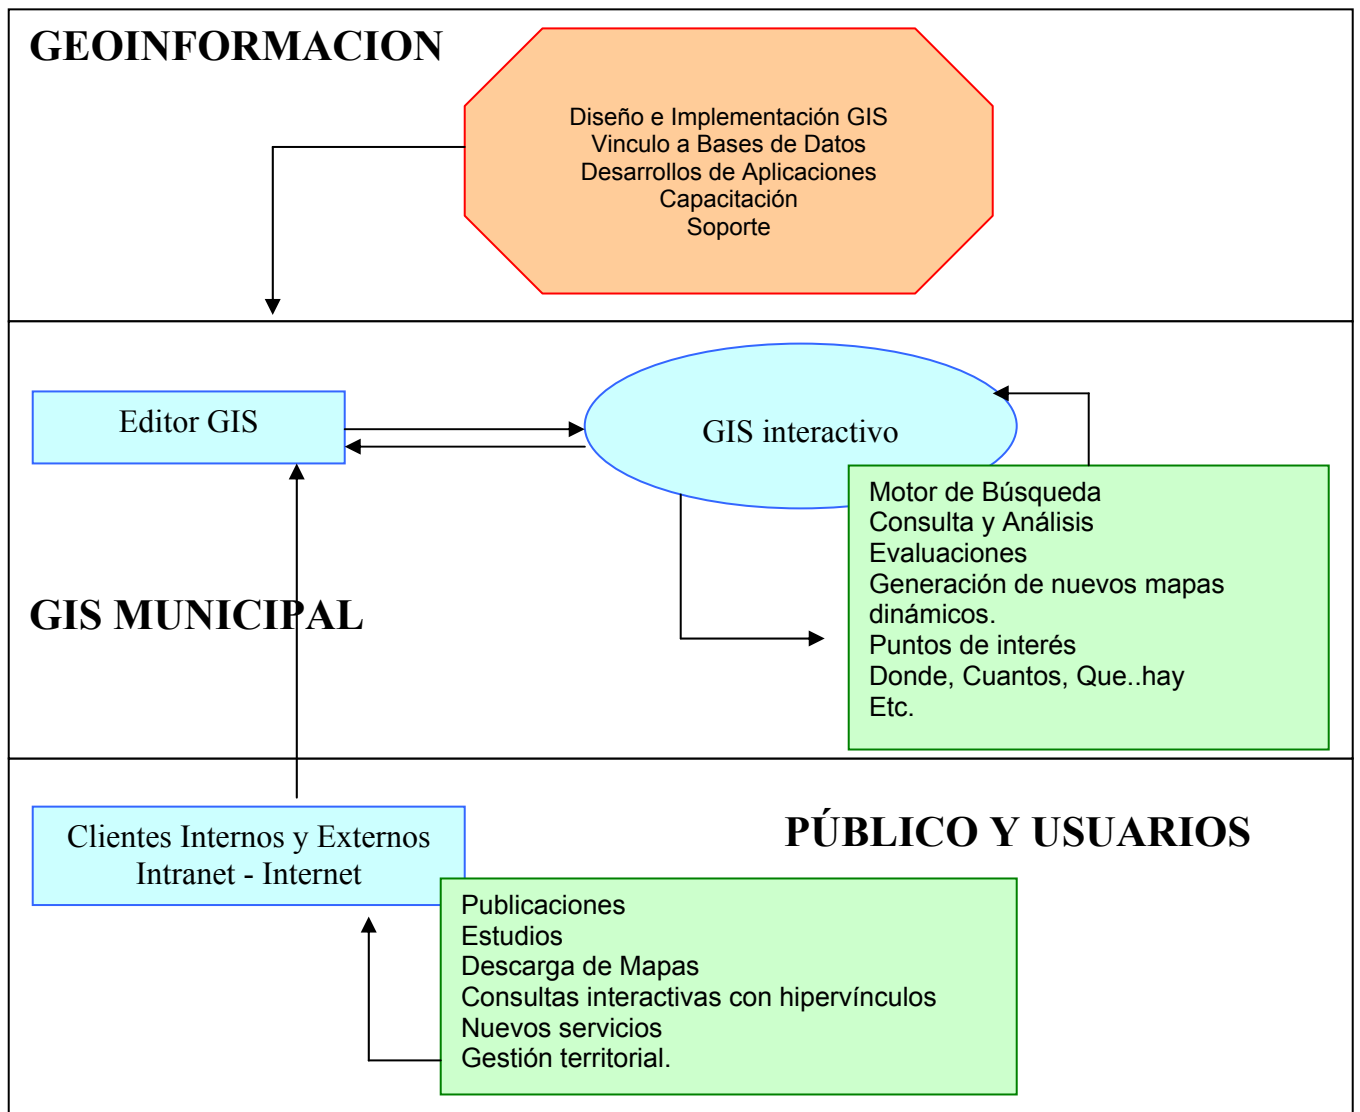 GEOINFORMACION
Diseño e Implementación GIS
Vinculo a Bases de Datos
Desarrollos de Aplicaciones
Capacitación
Soporte
Editor GIS
GIS interactivo
Motor de Búsqueda
Consulta y Análisis
Evaluaciones
Generación de nuevos mapas
dinámicos.
Puntos de interés
Donde, Cuantos, Que..hay
Etc.
GIS MUNICIPAL
Clientes Internos y Externos
Intranet - Internet
PÚBLICO Y USUARIOS
Publicaciones
Estudios
Descarga de Mapas
Consultas interactivas con hipervínculos
Nuevos servicios
Gestión territorial.